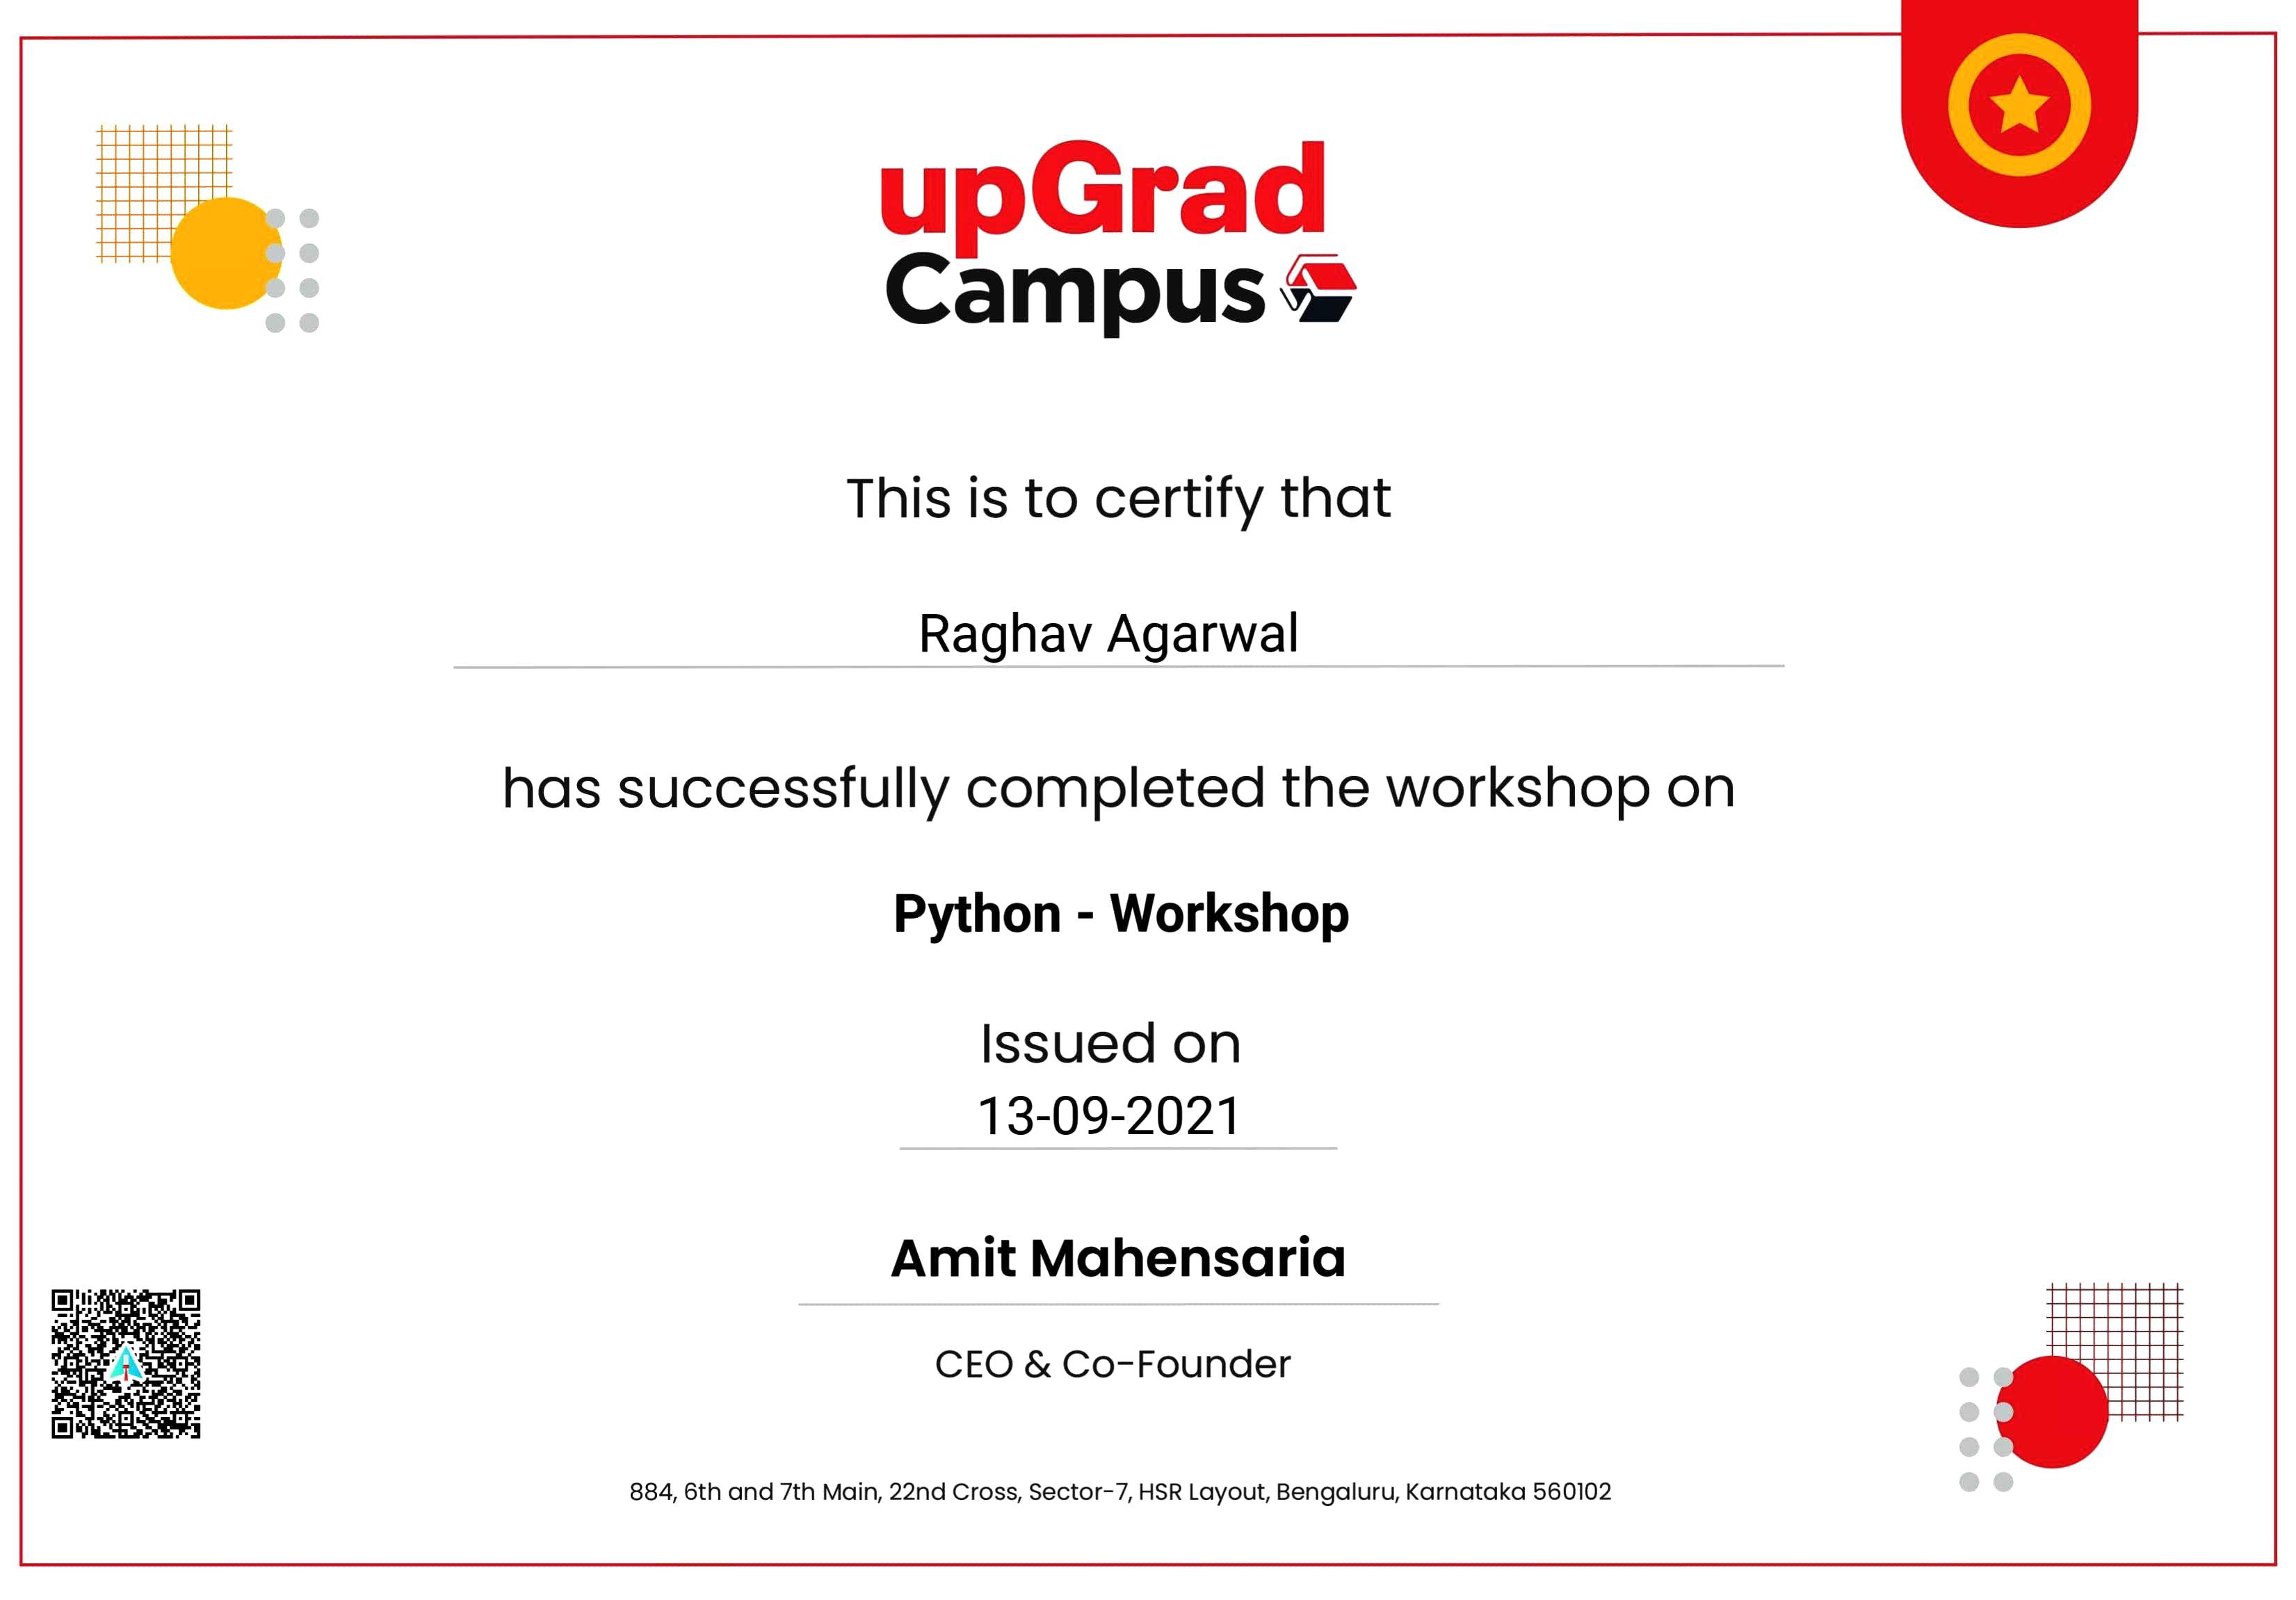 upGrad
Campus
This is to certify that
Raghav Agarwal
has successfully completed the workshop on
Python - Workshop
Issued on
13-09-2021
Amit Mahensaria
CEO & Co-Founder
884, 6th and 7th Main, 22nd Cross, Sector-7, HSR Layout, Bengaluru, Karnataka 560102